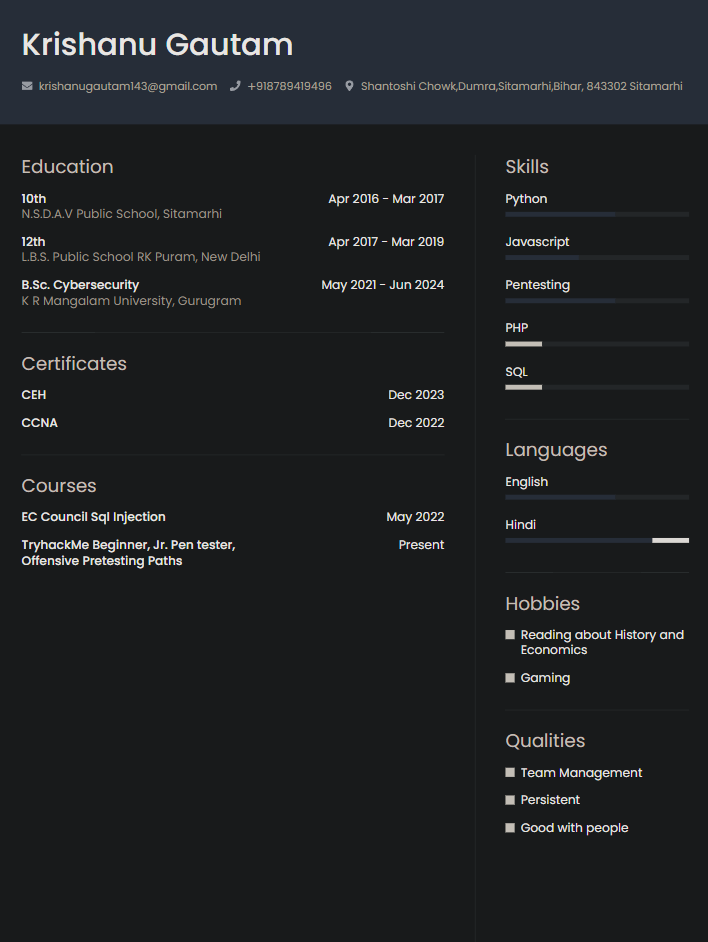 Krishanu Gautam
krishanugautam143@gmail.com +918789419496 Shantoshi Chowk,Dumra,Sitamarhi,Bihar, 843302 Sitamarhi
Education
10th Apr 2016 - Mar 2017
N.S.D.A.V Public School, Sitamarhi
12th Apr 2017 - Mar 2019
L.B.S. Public School RK Puram, New Delhi
B.Sc. Cybersecurity May 2021 - Jun 2024
K R Mangalam University, Gurugram
Certificates
CEH Dec 2023
CCNA Dec 2022
Courses
EC Council Sql Injection May 2022
TryhackMe Beginner, Jr. Pen tester, Present
Offensive Pretesting Paths
Skills
Python
Javascript
Pentesting
PHP
SQL
Languages
English
Hindi
Hobbies
Reading about History and
Economics
Gaming
Qualities
Team Management
Persistent
Good with people